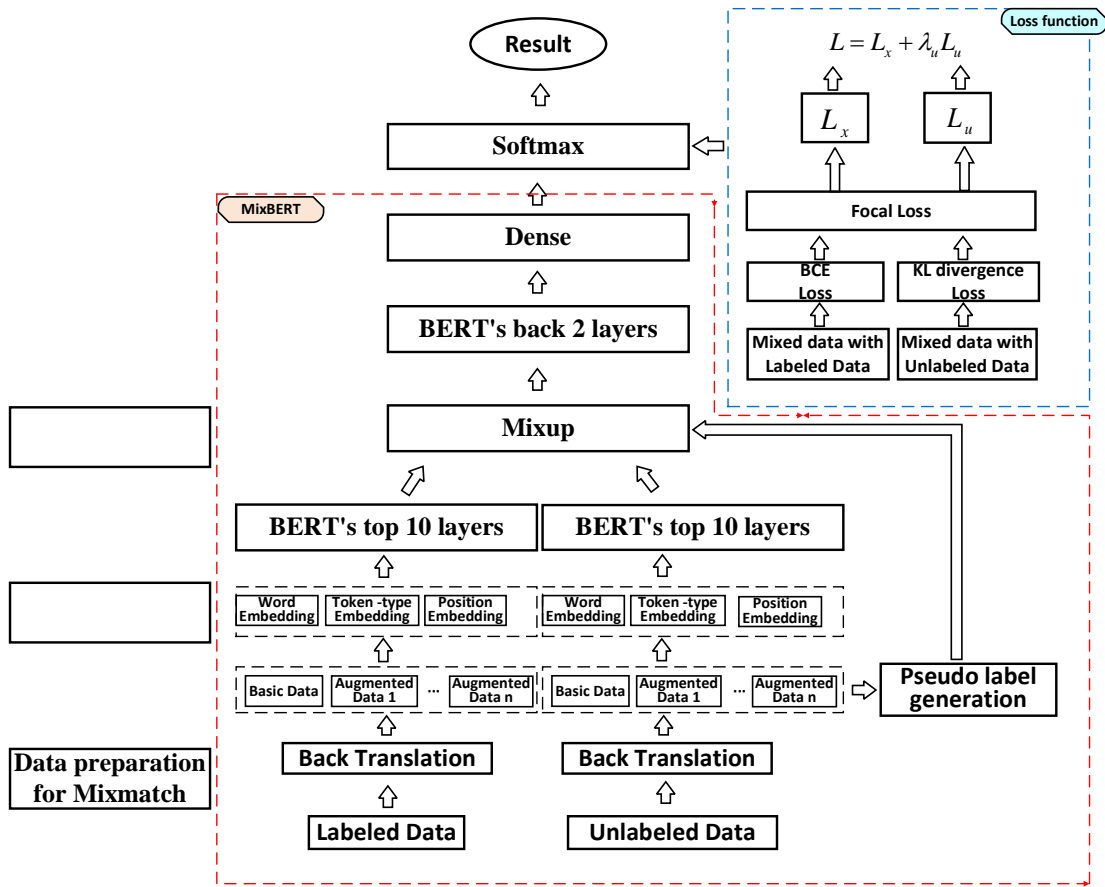 Loss function
Result
L = L_x + λ_u L_u
L_x
L_u
Softmax
MixBERT
Focal Loss
Dense
BCE
Loss
KL divergence
Loss
BERT's back 2 layers
Mixed data with
Labeled Data
Mixed data with
Unlabeled Data
Mixup
BERT's top 10 layers
BERT's top 10 layers
Word
Embedding
Token -type
Embedding
Position
Embedding
Word
Embedding
Token -type
Embedding
Position
Embedding
Basic Data
Augmented
Data 1
...
Augmented
Data n
Basic Data
Augmented
Data 1
...
Augmented
Data n
Pseudo label
generation
Data preparation
for Mixmatch
Back Translation
Back Translation
Labeled Data
Unlabeled Data